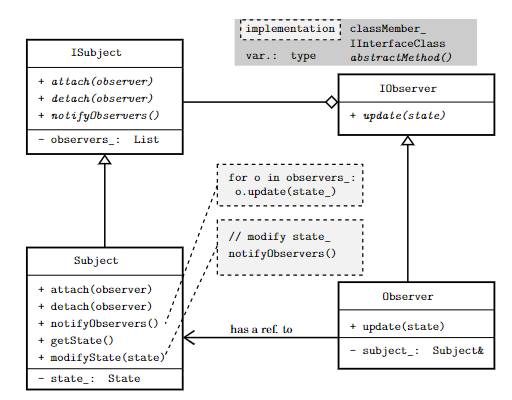 implementation classMember_
IInterfaceClass
var.: type abstractMethod()
ISubject
+ attach(observer)
+ detach(observer)
+ notifyObservers()
- observers_: List
IObserver
+ update(state)
for o in observers_:
o.update(state_)
// modify state_
notifyObservers()
Subject
+ attach(observer)
+ detach(observer)
+ notifyObservers()
+ getState()
+ modifyState(state)
- state_: State
has a ref. to
Observer
+ update(state)
- subject_: Subject&